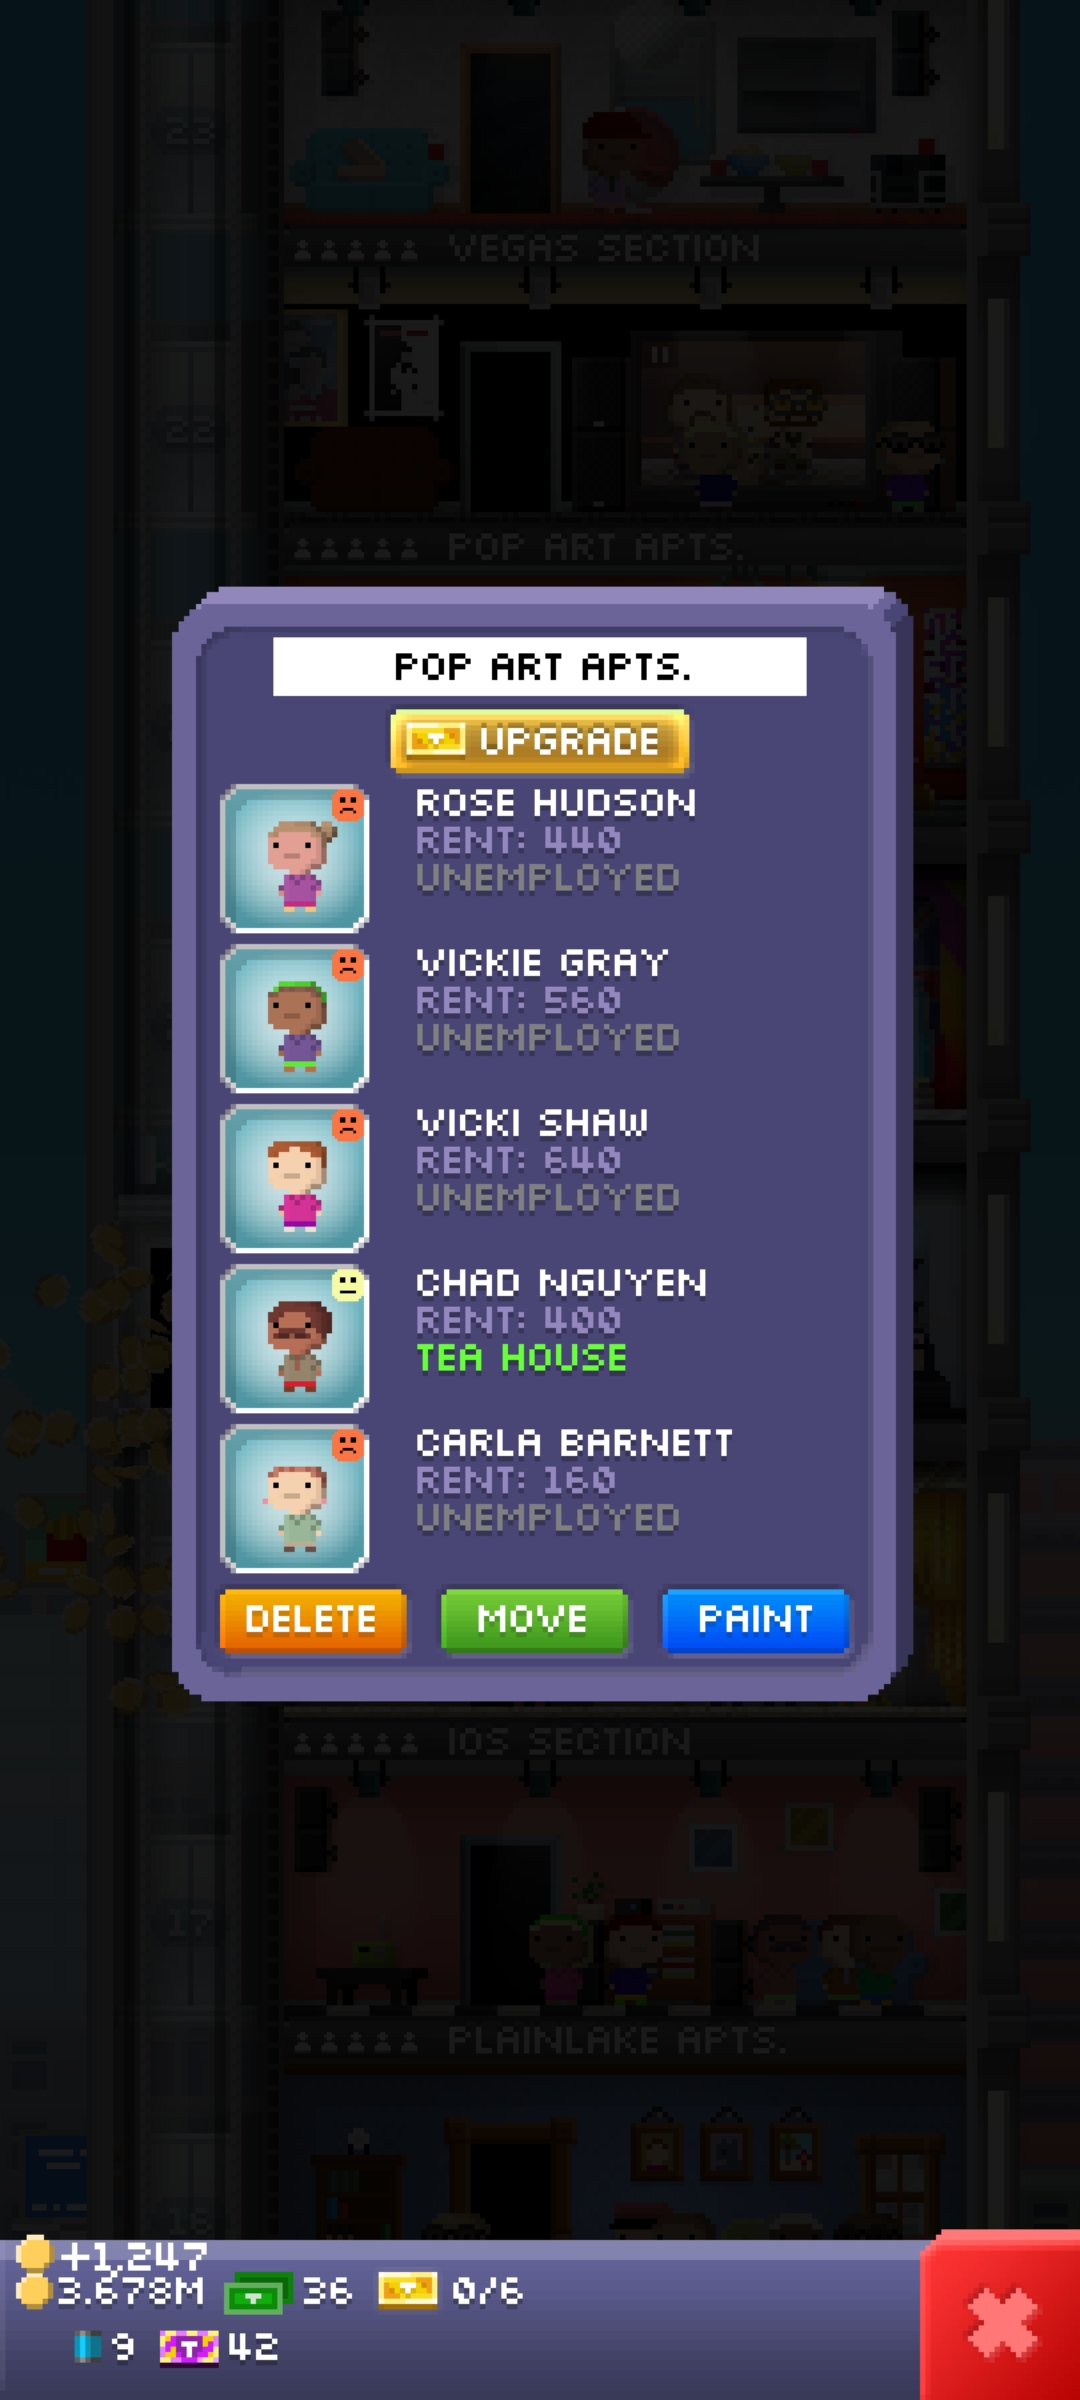 23
VEGAS SECTION
22
POP ART APTS.
POP ART APTS.
UPGRADE
ROSE HUDSON
RENT: 440
UNEMPLOYED
VICKIE GRAY
RENT: 560
UNEMPLOYED
VICKI SHAW
RENT: 640
UNEMPLOYED
CHAD NGUYEN
RENT: 400
TEA HOUSE
CARLA BARNETT
RENT: 160
UNEMPLOYED
DELETE MOVE PAINT
IOS SECTION
17
PLAINLAKE APTS.
16
+1,247
3.678M 36 0/6
9 42